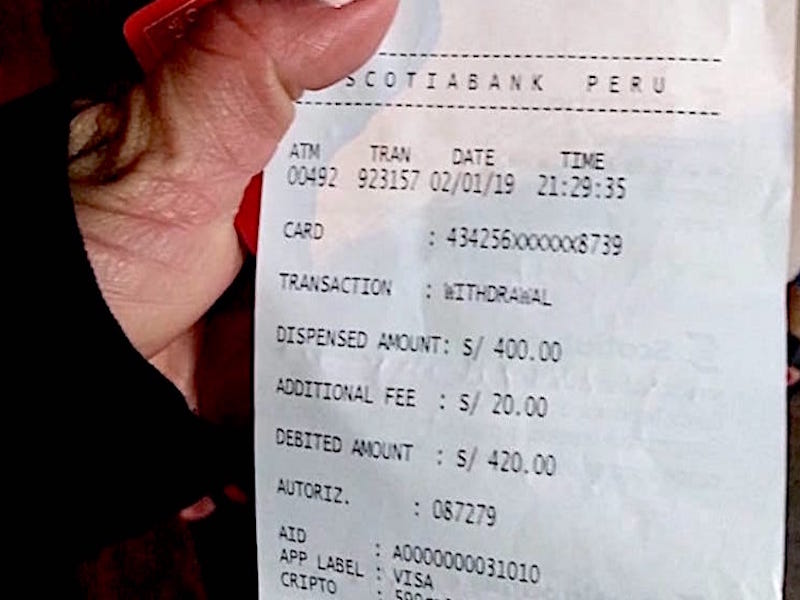 SCOTIABANK PERU
ATM TRAN DATE TIME
00492 923157 02/01/19 21:29:35
CARD : 434256XXXXXX8739
TRANSACTION : WITHDRAWAL
DISPENSED AMOUNT: S/ 400.00
ADDITIONAL FEE : S/ 20.00
DEBITED AMOUNT : S/ 420.00
AUTORIZ. : 087279
AID : A0000000031010
APP LABEL : VISA
CRIPTO :